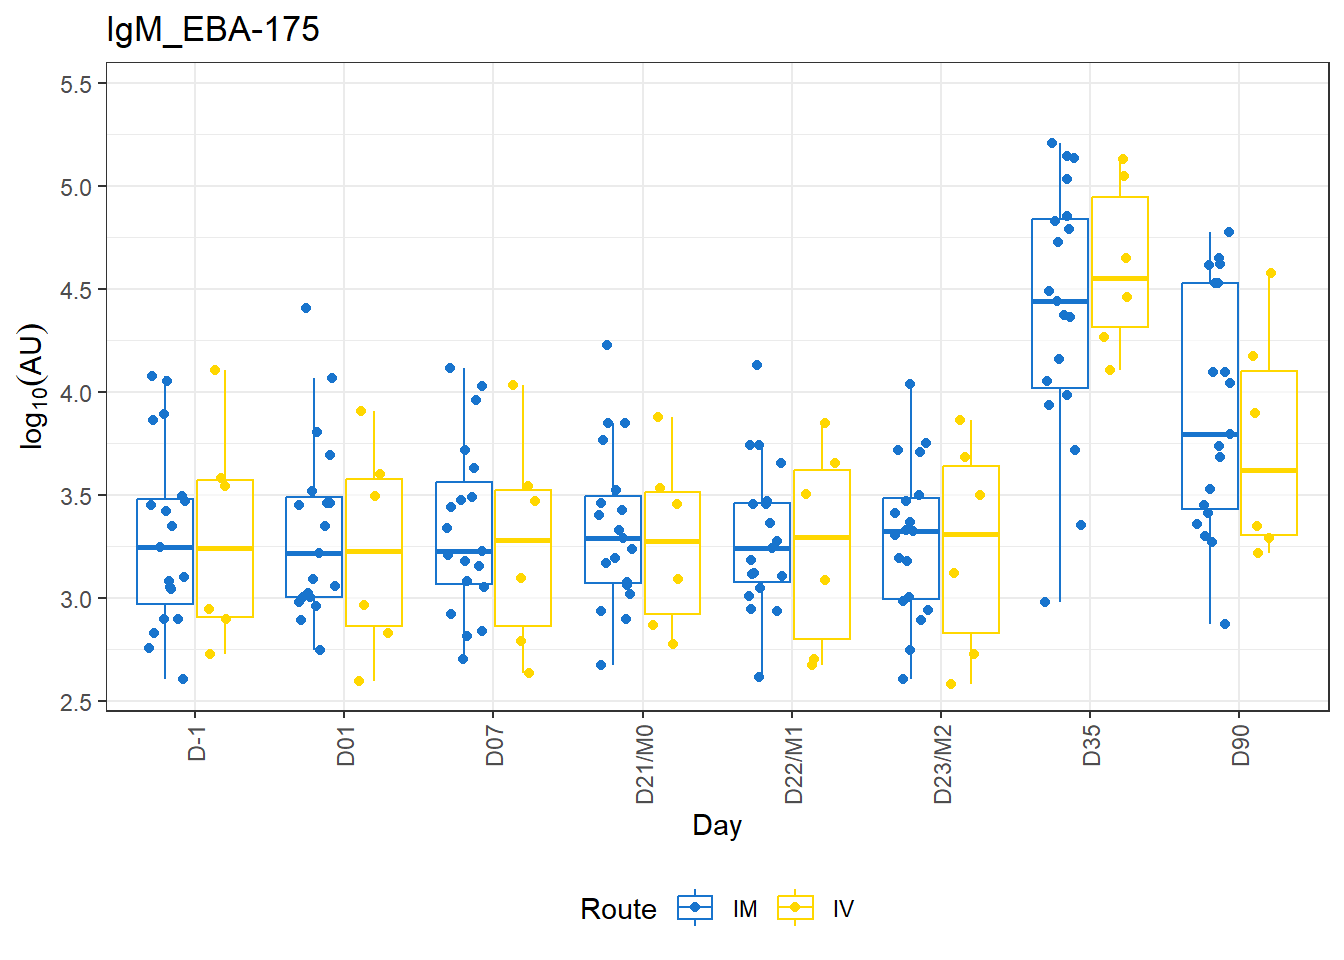 IgM_EBA-175
5.5
5.0
4.5
4.0
3.5
3.0
2.5
log₁₀(AU)
D-1
D01
D07
D21/M0
D22/M1
D23/M2
D35
D90
Day
Route IM IV